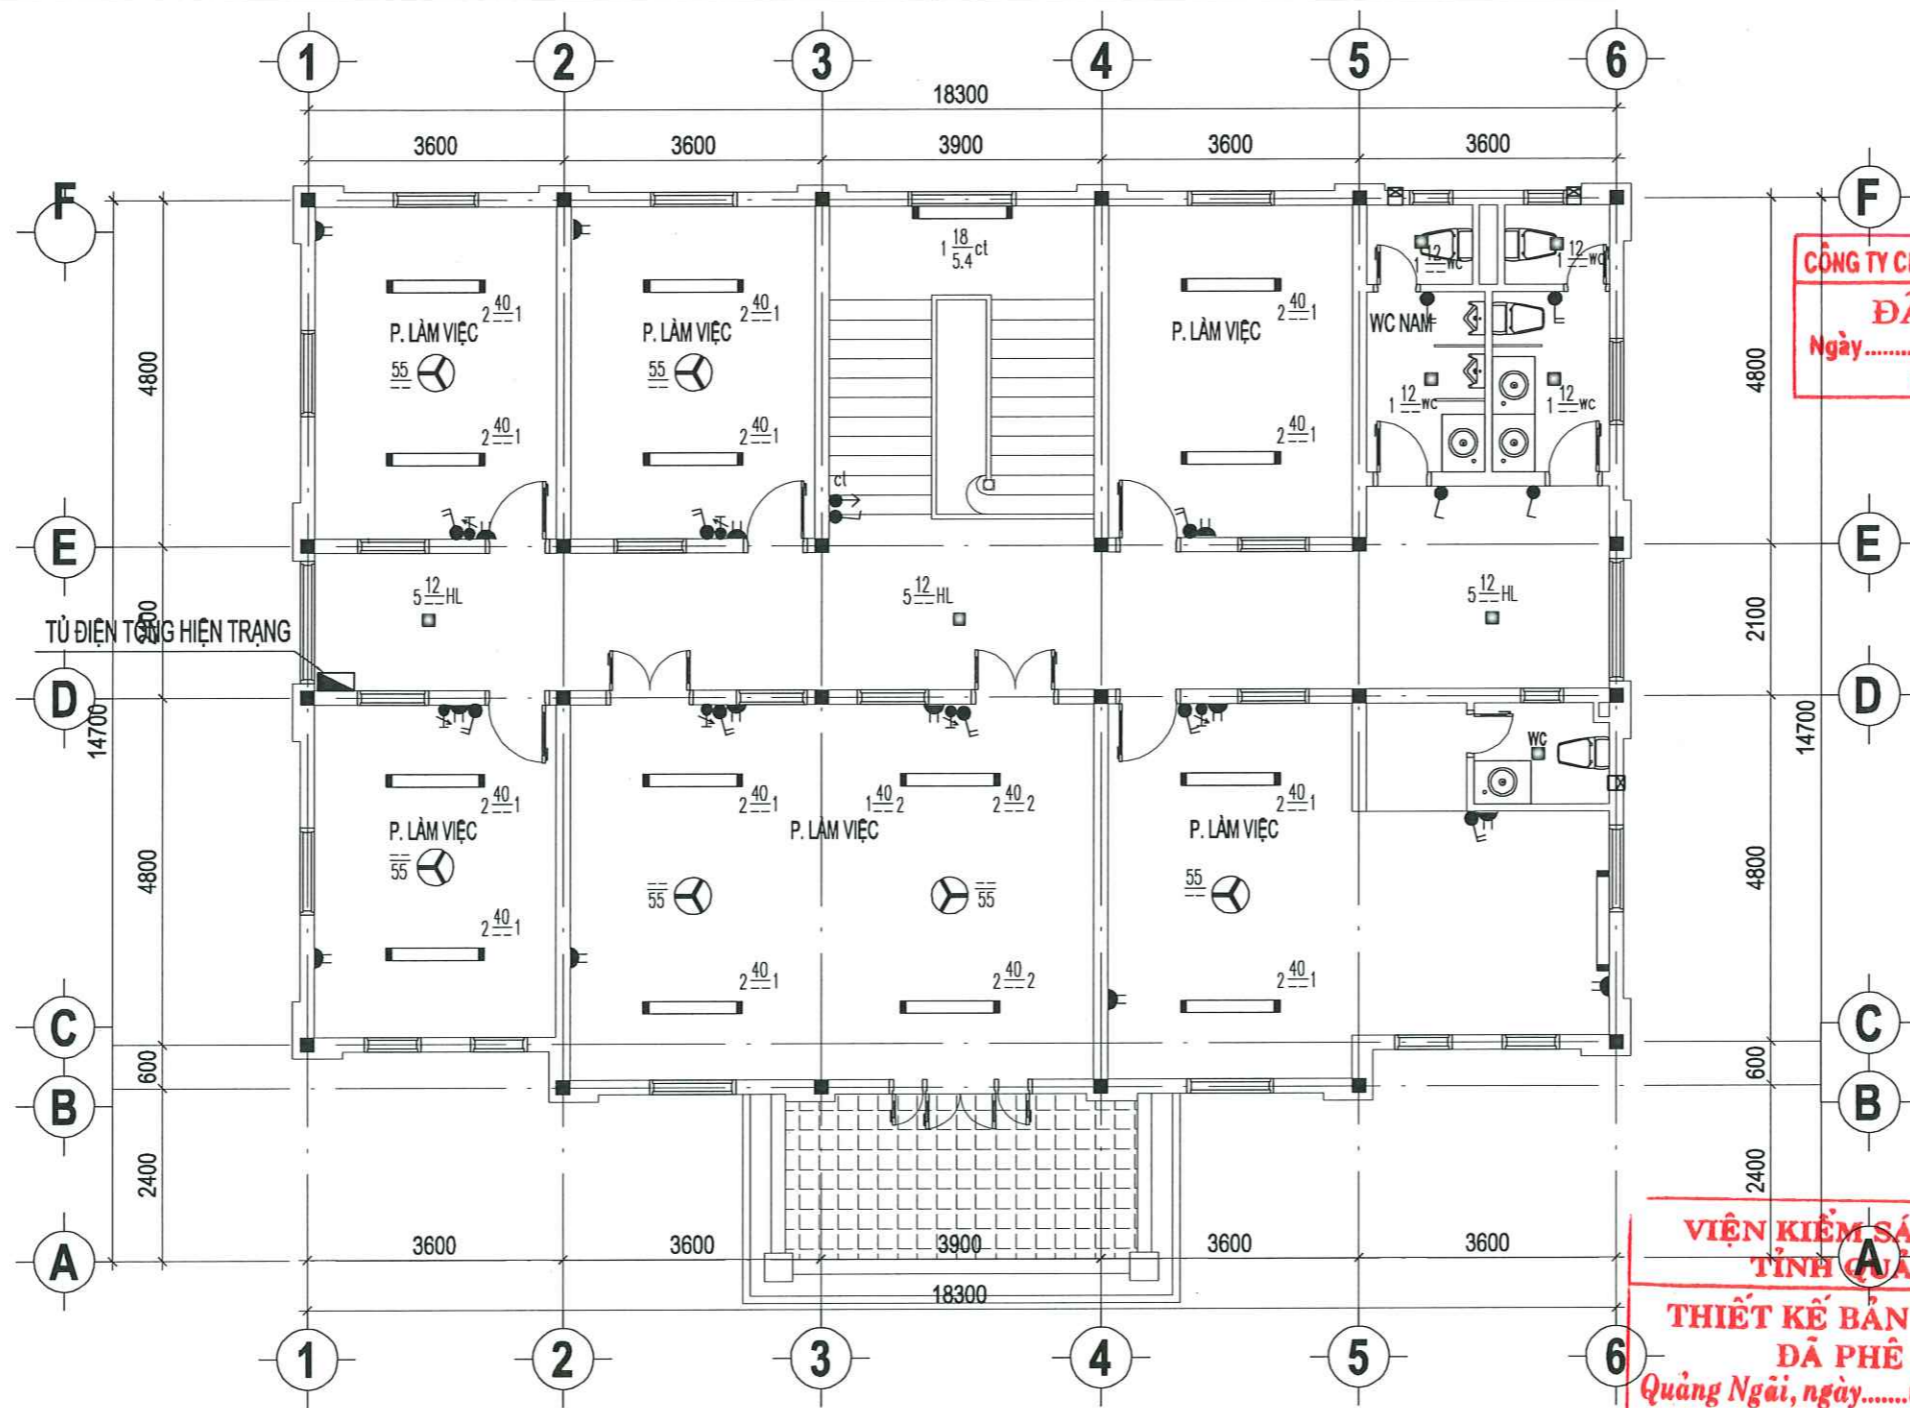 1 2 3 4 5 6
18300
3600 3600 3900 3600 3600
F F
CÔNG TY C
Ngày........
1 18/5.4 ct
1 12/-- wc 1 12/-- wc
2 40/-- 1 2 40/-- 1 2 40/-- 1
P. LÀM VIỆC P. LÀM VIỆC P. LÀM VIỆC WC NAM
4800 4800
55 55
1 12/-- wc 1 12/-- wc
2 40/-- 1 2 40/-- 1 2 40/-- 1
ct
E E
5 12/-- HL 5 12/-- HL 5 12/-- HL
2100
TỦ ĐIỆN TỔNG HIỆN TRẠNG
D D
14700 14700
WC
2 40/-- 1 2 40/-- 1 1 40/-- 2 2 40/-- 2 2 40/-- 1
P. LÀM VIỆC P. LÀM VIỆC P. LÀM VIỆC
4800 4800
55 55 55 55
2 40/-- 1
2 40/-- 1 2 40/-- 2 2 40/-- 1
C C
600 600
B B
2400 2400
3600 3600 3900 3600 3600
A A
VIỆN KIỂM SÁ
TỈNH QUẢ
18300
THIẾT KẾ BẢN
ĐÃ PHÊ
1 2 3 4 5 6
Quảng Ngãi, ngày.......